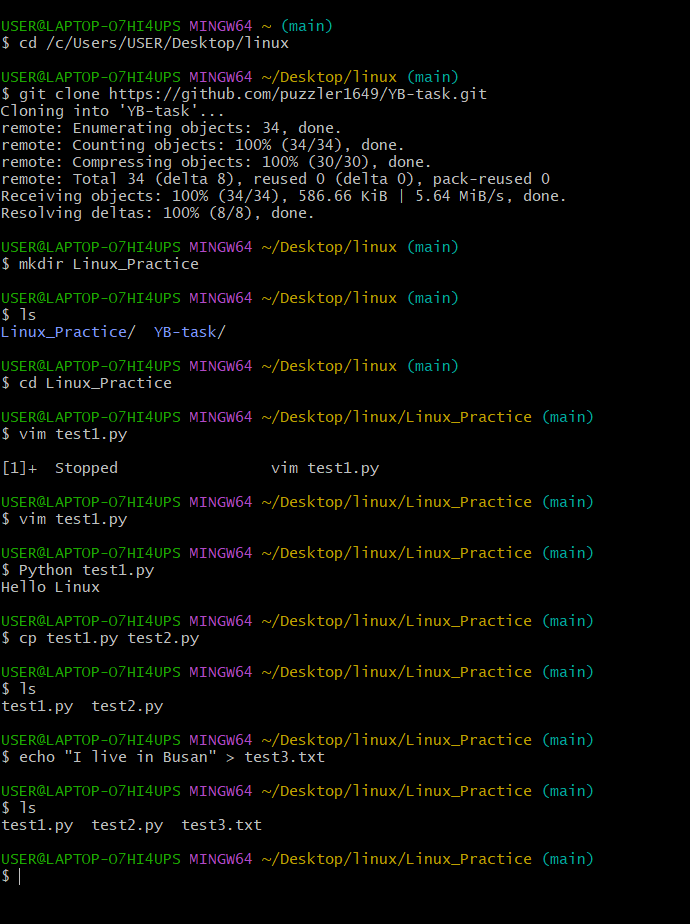 USER@LAPTOP-O7HI4UPS MINGW64 ~ (main)
$ cd /c/Users/USER/Desktop/linux
USER@LAPTOP-O7HI4UPS MINGW64 ~/Desktop/linux (main)
$ git clone https://github.com/puzzler1649/YB-task.git
Cloning into 'YB-task'...
remote: Enumerating objects: 34, done.
remote: Counting objects: 100% (34/34), done.
remote: Compressing objects: 100% (30/30), done.
remote: Total 34 (delta 8), reused 0 (delta 0), pack-reused 0
Receiving objects: 100% (34/34), 586.66 KiB | 5.64 MiB/s, done.
Resolving deltas: 100% (8/8), done.
USER@LAPTOP-O7HI4UPS MINGW64 ~/Desktop/linux (main)
$ mkdir Linux_Practice
USER@LAPTOP-O7HI4UPS MINGW64 ~/Desktop/linux (main)
$ ls
Linux_Practice/  YB-task/
USER@LAPTOP-O7HI4UPS MINGW64 ~/Desktop/linux (main)
$ cd Linux_Practice
USER@LAPTOP-O7HI4UPS MINGW64 ~/Desktop/linux/Linux_Practice (main)
$ vim test1.py
[1]+  Stopped                 vim test1.py
USER@LAPTOP-O7HI4UPS MINGW64 ~/Desktop/linux/Linux_Practice (main)
$ vim test1.py
USER@LAPTOP-O7HI4UPS MINGW64 ~/Desktop/linux/Linux_Practice (main)
$ Python test1.py
Hello Linux
USER@LAPTOP-O7HI4UPS MINGW64 ~/Desktop/linux/Linux_Practice (main)
$ cp test1.py test2.py
USER@LAPTOP-O7HI4UPS MINGW64 ~/Desktop/linux/Linux_Practice (main)
$ ls
test1.py  test2.py
USER@LAPTOP-O7HI4UPS MINGW64 ~/Desktop/linux/Linux_Practice (main)
$ echo "I live in Busan" > test3.txt
USER@LAPTOP-O7HI4UPS MINGW64 ~/Desktop/linux/Linux_Practice (main)
$ ls
test1.py  test2.py  test3.txt
USER@LAPTOP-O7HI4UPS MINGW64 ~/Desktop/linux/Linux_Practice (main)
$